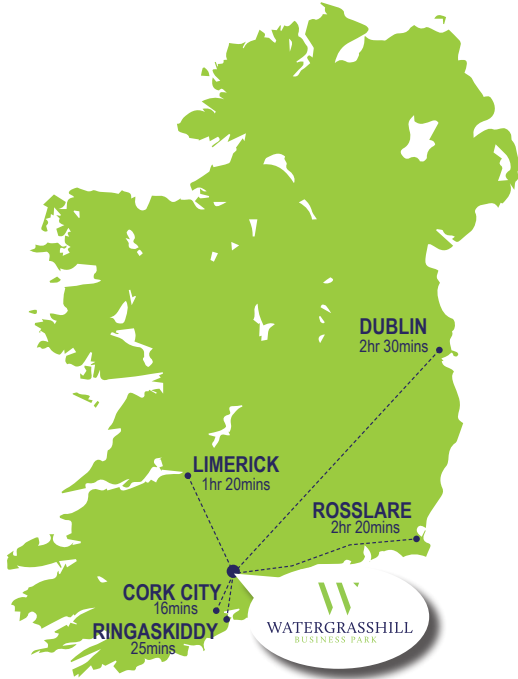 DUBLIN
2hr 30mins
LIMERICK
1hr 20mins
ROSSLARE
2hr 20mins
CORK CITY
16mins
RINGASKIDDY
25mins
W
WATERGRASSHILL
BUSINESS PARK